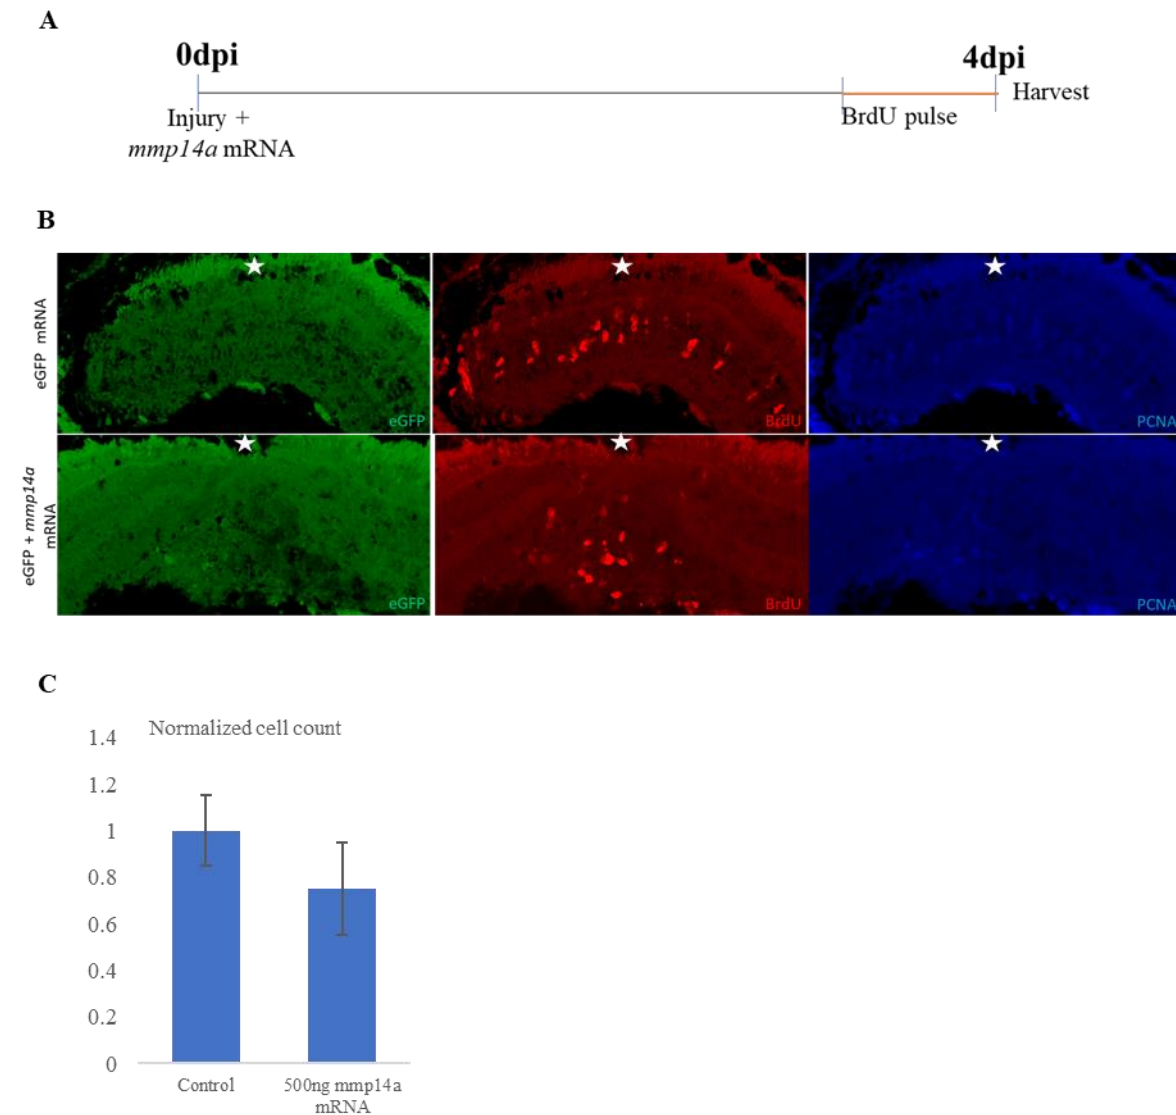 A
0dpi
4dpi
Harvest
Injury +
mmp14a mRNA
BrdU pulse
B
eGFP mRNA
eGFP
BrdU
PCNA
eGFP + mmp14a
mRNA
eGFP
BrdU
PCNA
C
Normalized cell count
1.4
1.2
1
0.8
0.6
0.4
0.2
0
Control
500ng mmp14a
mRNA